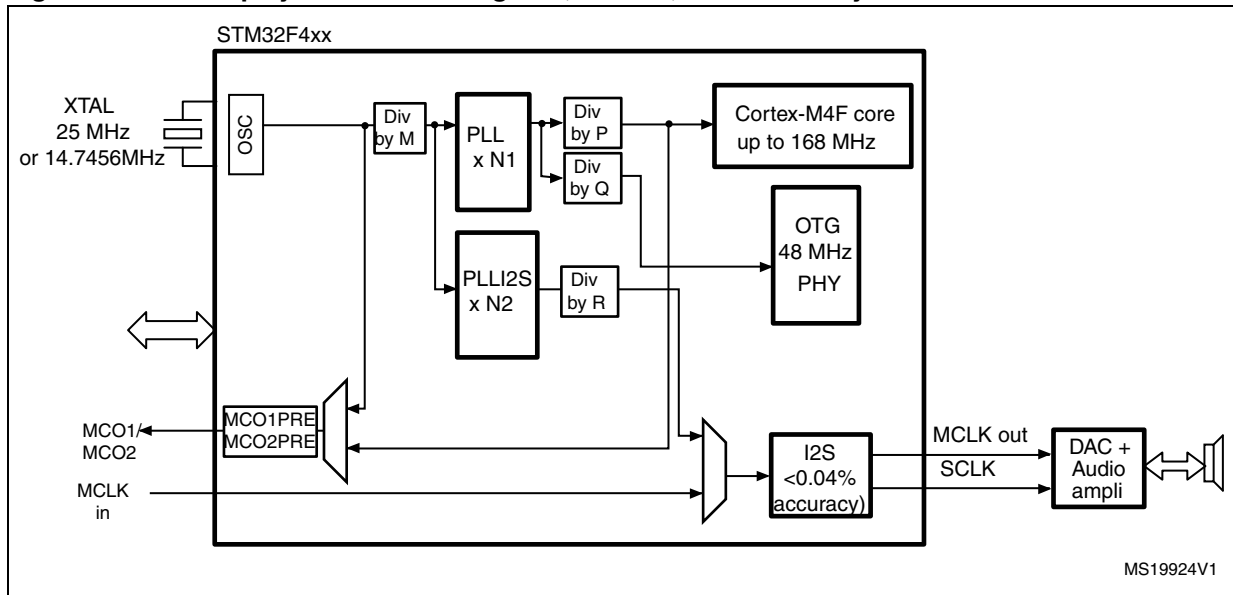 STM32F4xx
XTAL
25 MHz
or 14.7456MHz
OSC
Div
by M
PLL
x N1
Div
by P
Div
by Q
Cortex-M4F core
up to 168 MHz
OTG
48 MHz
PHY
PLLI2S
x N2
Div
by R
MCO1PRE
MCO2PRE
MCO1/
MCO2
MCLK
in
I2S
<0.04%
accuracy)
MCLK out
SCLK
DAC +
Audio
ampli
MS19924V1